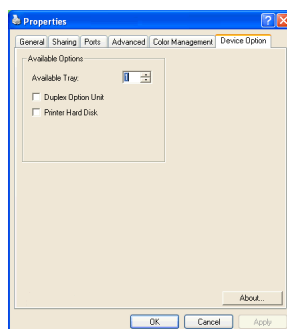 Properties
General Sharing Ports Advanced Color Management Device Option
Available Options
Available Tray: 1
Duplex Option Unit
Printer Hard Disk
About...
OK Cancel Apply